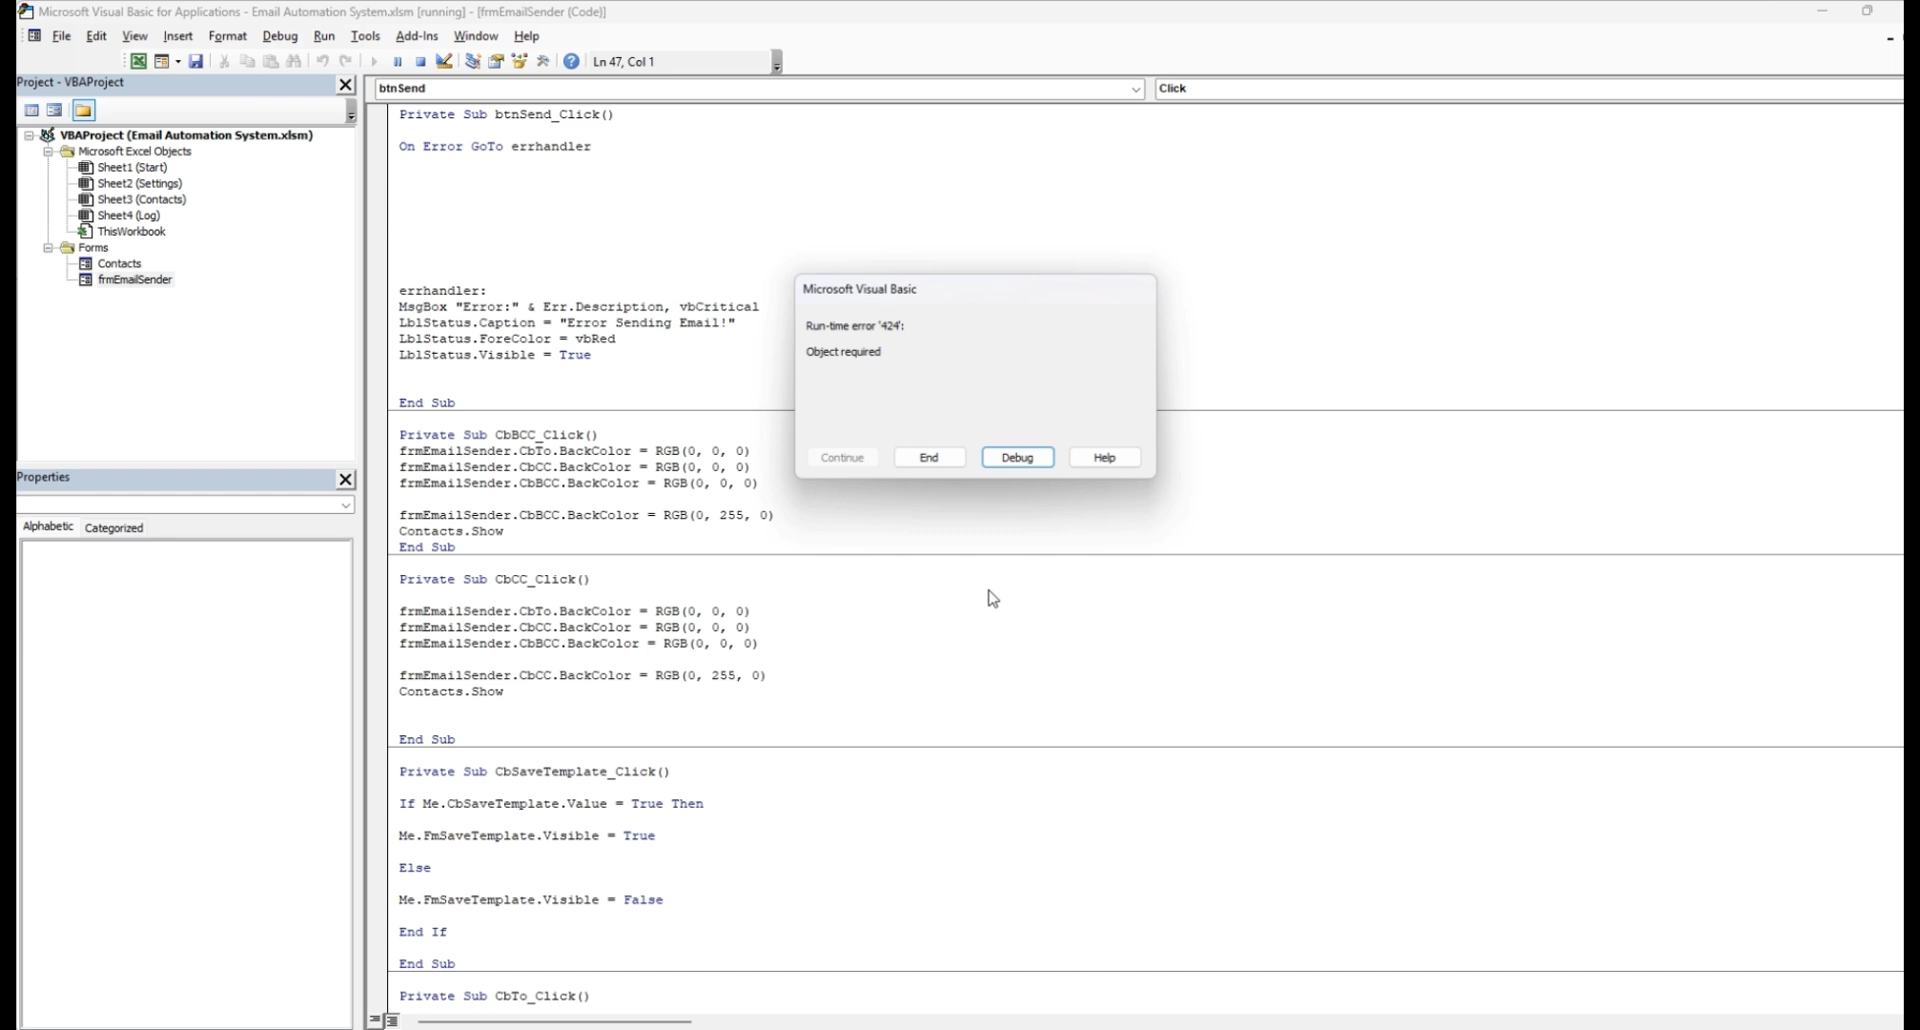 Microsoft Visual Basic for Applications - Email Automation System.xlsm [running] - [frmEmailSender (Code)]
File Edit View Insert Format Debug Run Tools Add-Ins Window Help
Ln 47, Col 1
Project - VBAProject
btnSend
Click
VBAProject (Email Automation System.xlsm)
Microsoft Excel Objects
Sheet1 (Start)
Sheet2 (Settings)
Sheet3 (Contacts)
Sheet4 (Log)
ThisWorkbook
Forms
Contacts
frmEmailSender
Properties
Alphabetic Categorized
Private Sub btnSend_Click()
On Error GoTo errhandler
errhandler:
MsgBox "Error:" & Err.Description, vbCritical
LblStatus.Caption = "Error Sending Email!"
LblStatus.ForeColor = vbRed
LblStatus.Visible = True
End Sub
Private Sub CbBCC_Click()
frmEmailSender.CbTo.BackColor = RGB(0, 0, 0)
frmEmailSender.CbCC.BackColor = RGB(0, 0, 0)
frmEmailSender.CbBCC.BackColor = RGB(0, 0, 0)
frmEmailSender.CbBCC.BackColor = RGB(0, 255, 0)
Contacts.Show
End Sub
Private Sub CbCC_Click()
frmEmailSender.CbTo.BackColor = RGB(0, 0, 0)
frmEmailSender.CbCC.BackColor = RGB(0, 0, 0)
frmEmailSender.CbBCC.BackColor = RGB(0, 0, 0)
frmEmailSender.CbCC.BackColor = RGB(0, 255, 0)
Contacts.Show
End Sub
Private Sub CbSaveTemplate_Click()
If Me.CbSaveTemplate.Value = True Then
Me.FmSaveTemplate.Visible = True
Else
Me.FmSaveTemplate.Visible = False
End If
End Sub
Private Sub CbTo_Click()
Microsoft Visual Basic
Run-time error '424':
Object required
Continue End Debug Help